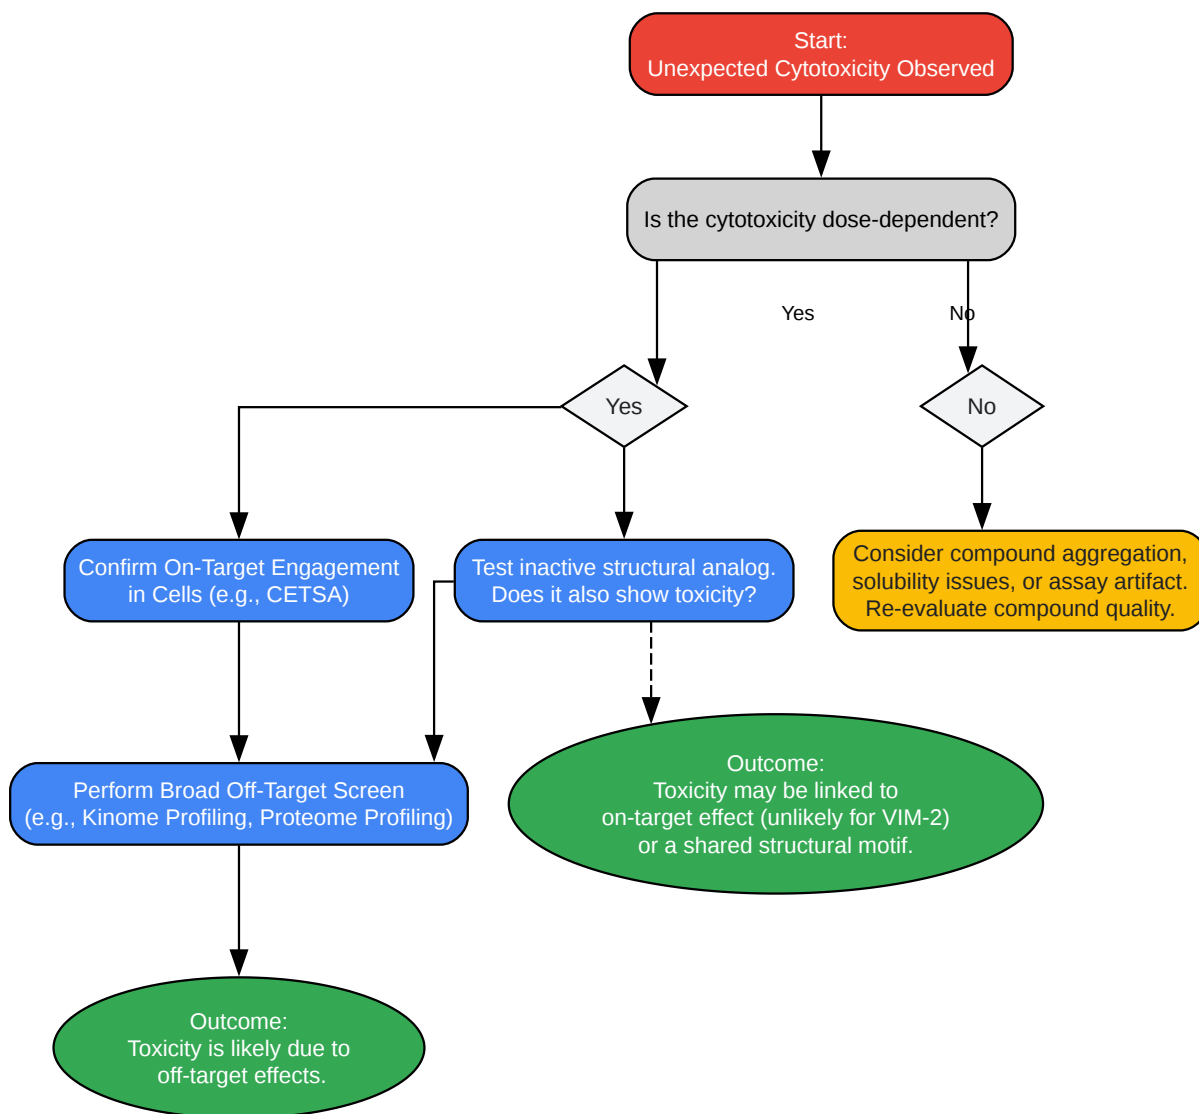 Start:
Unexpected Cytotoxicity Observed
Is the cytotoxicity dose-dependent?
Yes
No
Yes
No
Confirm On-Target Engagement
in Cells (e.g., CETSA)
Test inactive structural analog.
Does it also show toxicity?
Consider compound aggregation,
solubility issues, or assay artifact.
Re-evaluate compound quality.
Perform Broad Off-Target Screen
(e.g., Kinome Profiling, Proteome Profiling)
Outcome:
Toxicity may be linked to
on-target effect (unlikely for VIM-2)
or a shared structural motif.
Outcome:
Toxicity is likely due to
off-target effects.